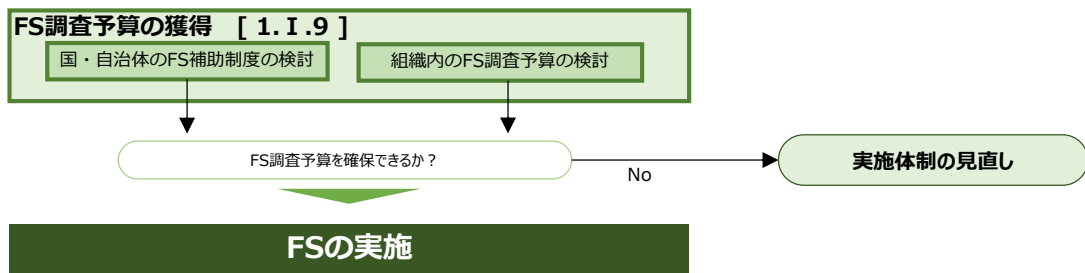 FS調査予算の獲得 [ 1.Ⅰ.9 ]
国・自治体のFS補助制度の検討
組織内のFS調査予算の検討
FS調査予算を確保できるか？
No
実施体制の見直し
FSの実施